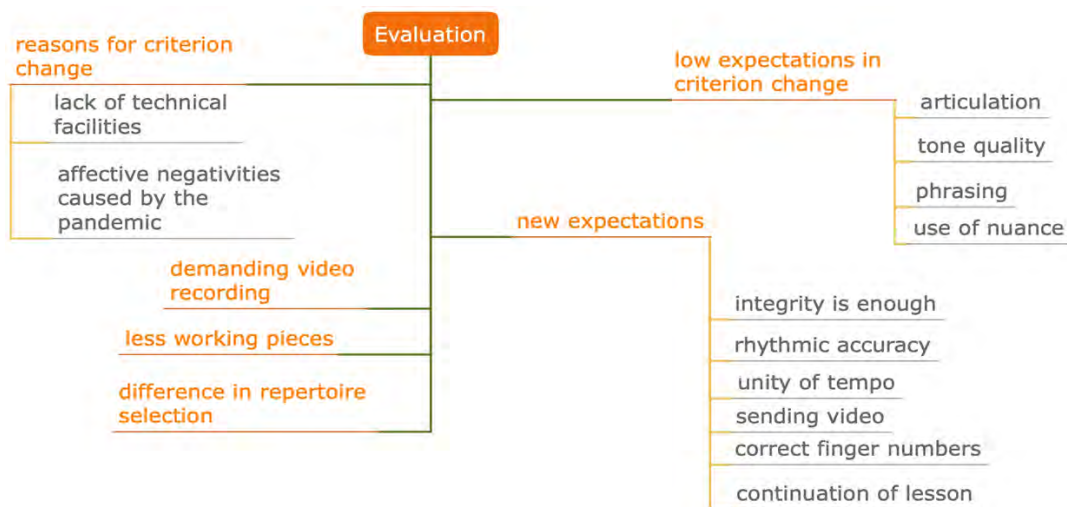 Evaluation
reasons for criterion
change
lack of technical
facilities
affective negativities
caused by the
pandemic
demanding video
recording
less working pieces
difference in repertoire
selection
low expectations in
criterion change
articulation
tone quality
phrasing
use of nuance
new expectations
integrity is enough
rhythmic accuracy
unity of tempo
sending video
correct finger numbers
continuation of lesson